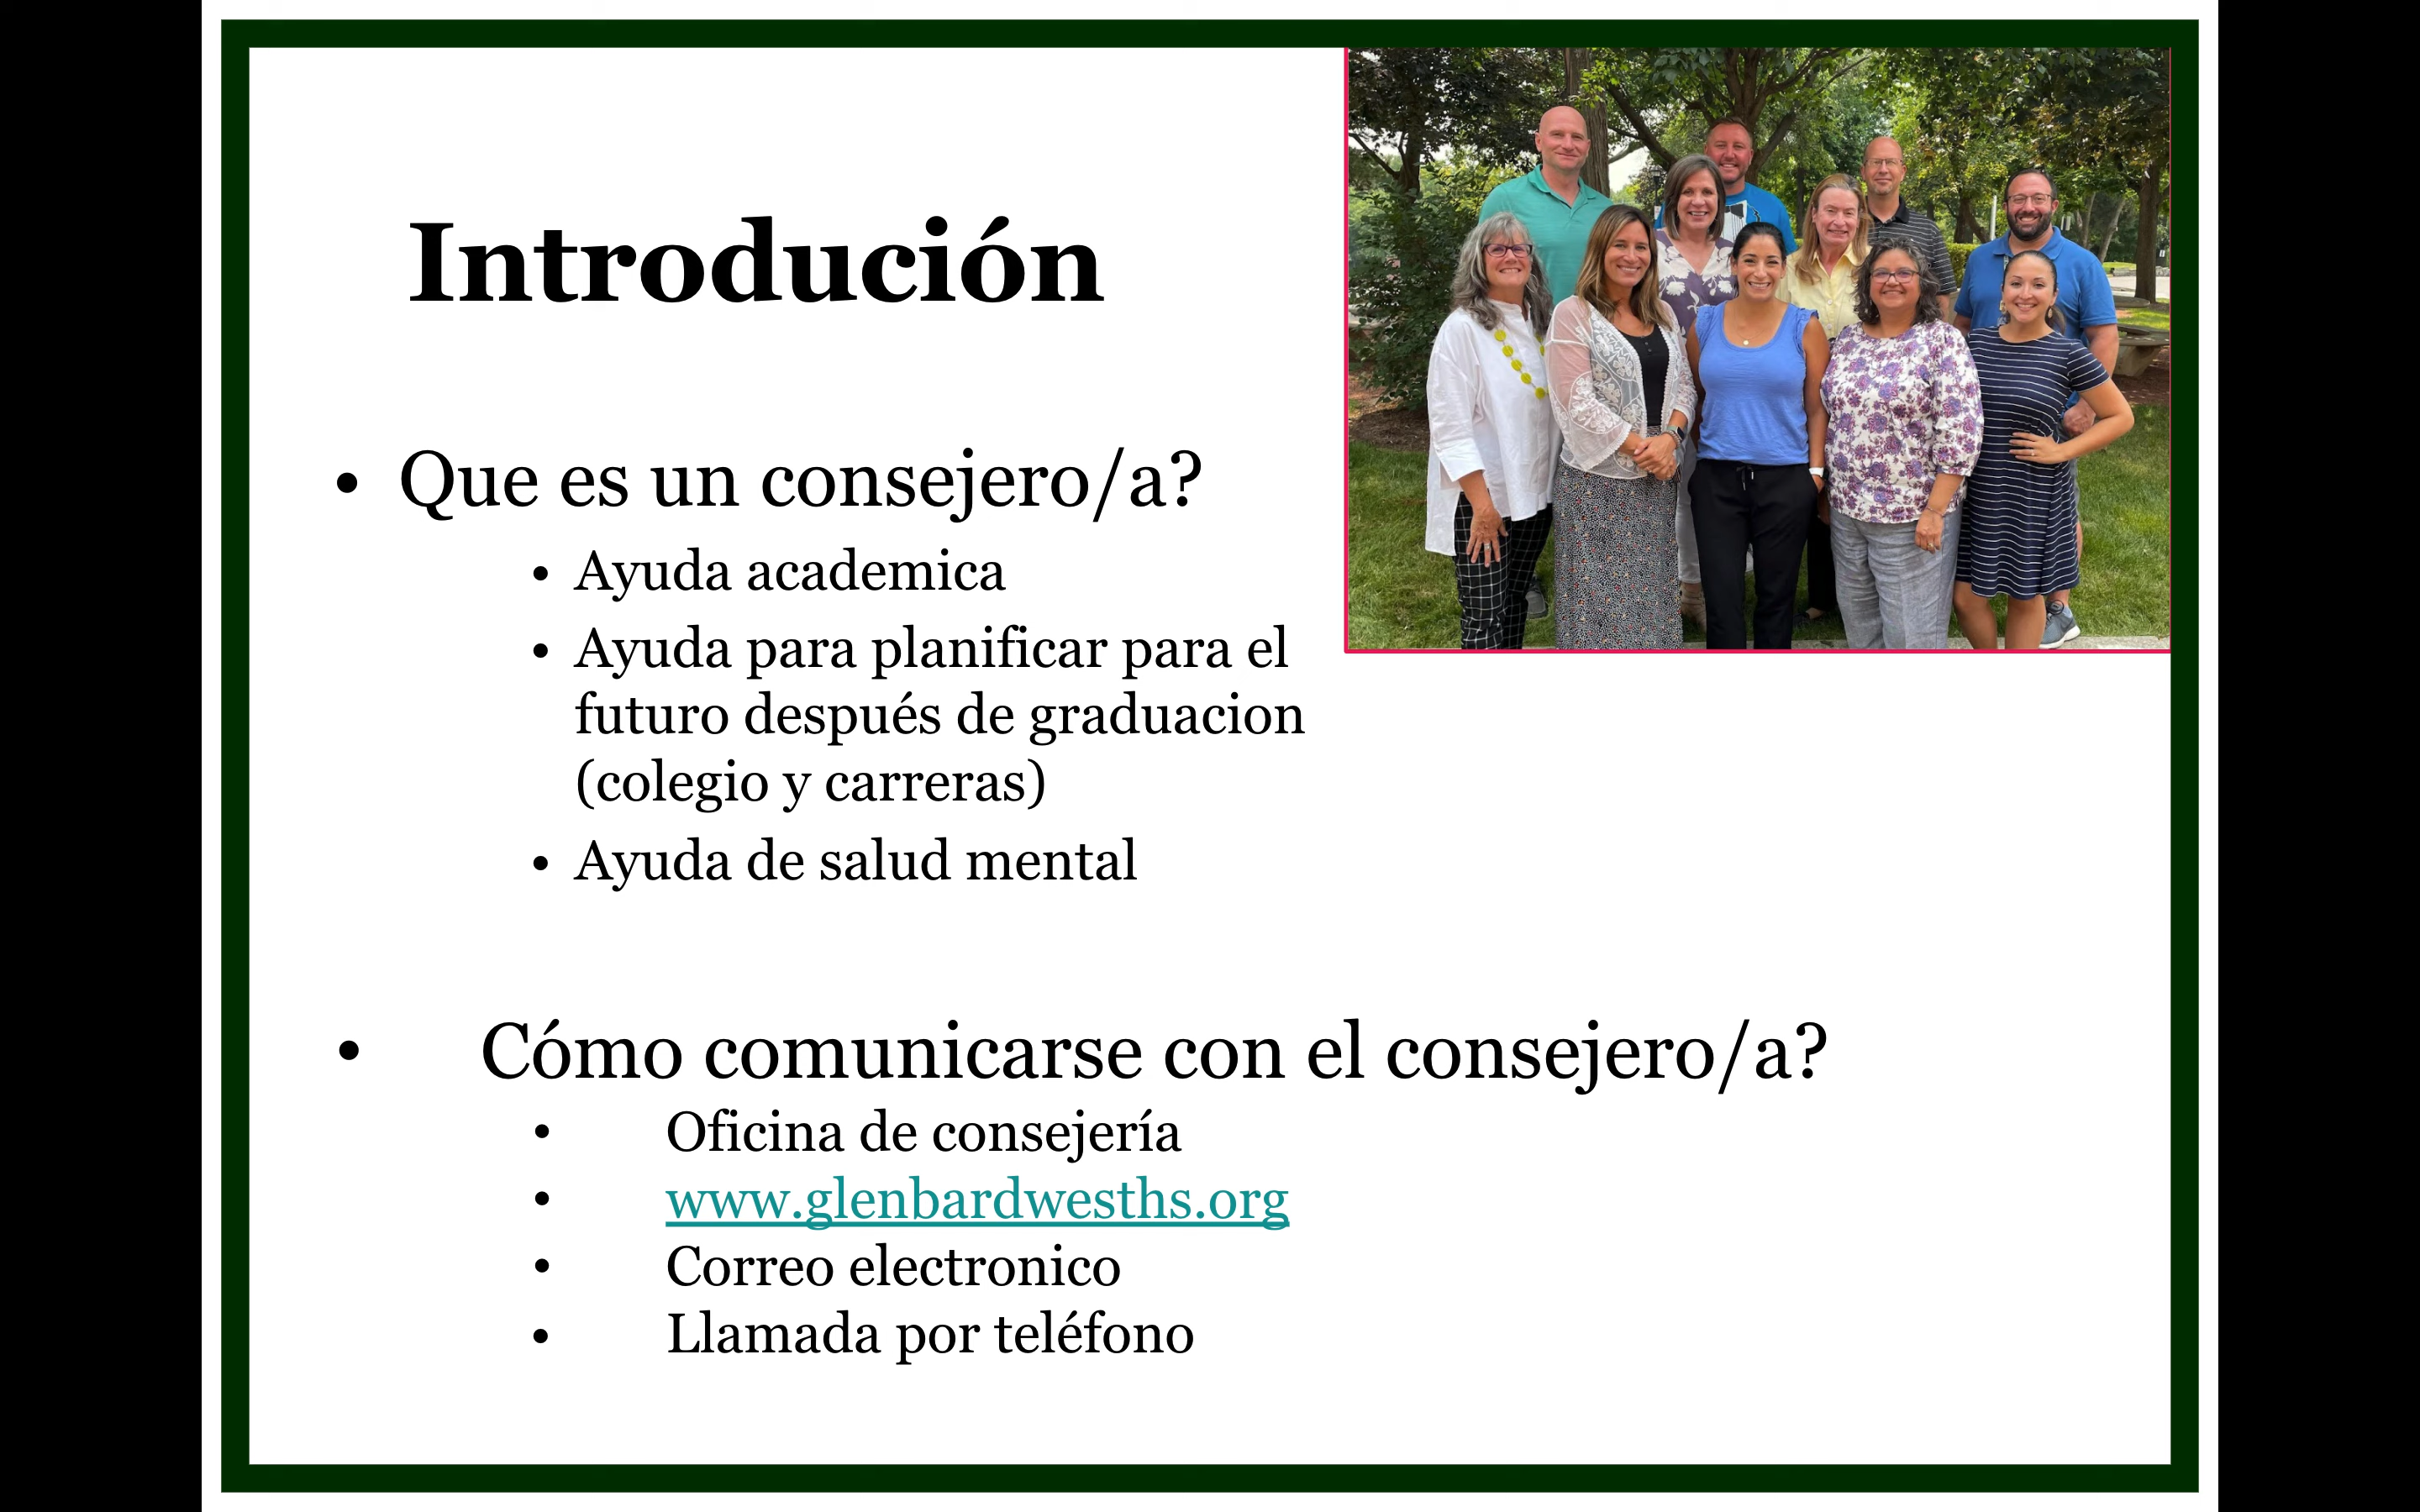 Introdución
• Que es un consejero/a?
• Ayuda academica
• Ayuda para planificar para el
futuro después de graduacion
(colegio y carreras)
• Ayuda de salud mental
• Cómo comunicarse con el consejero/a?
• Oficina de consejería
• www.glenbardwesths.org
• Correo electronico
• Llamada por teléfono